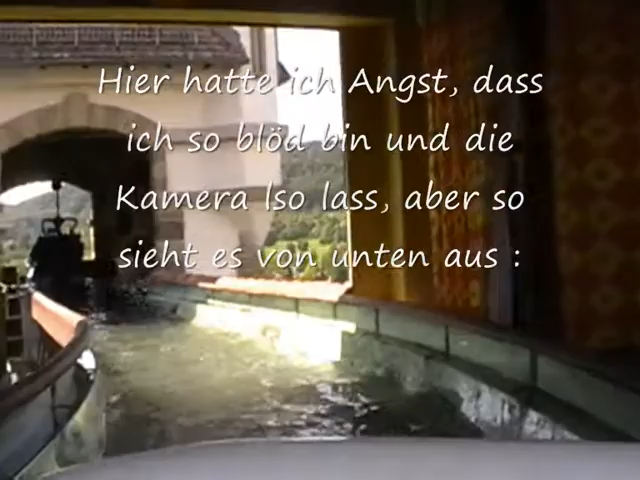 Hier hatte ich Angst, dass
ich so blöd bin und die
Kamera lso lass, aber so
sieht es von unten aus :